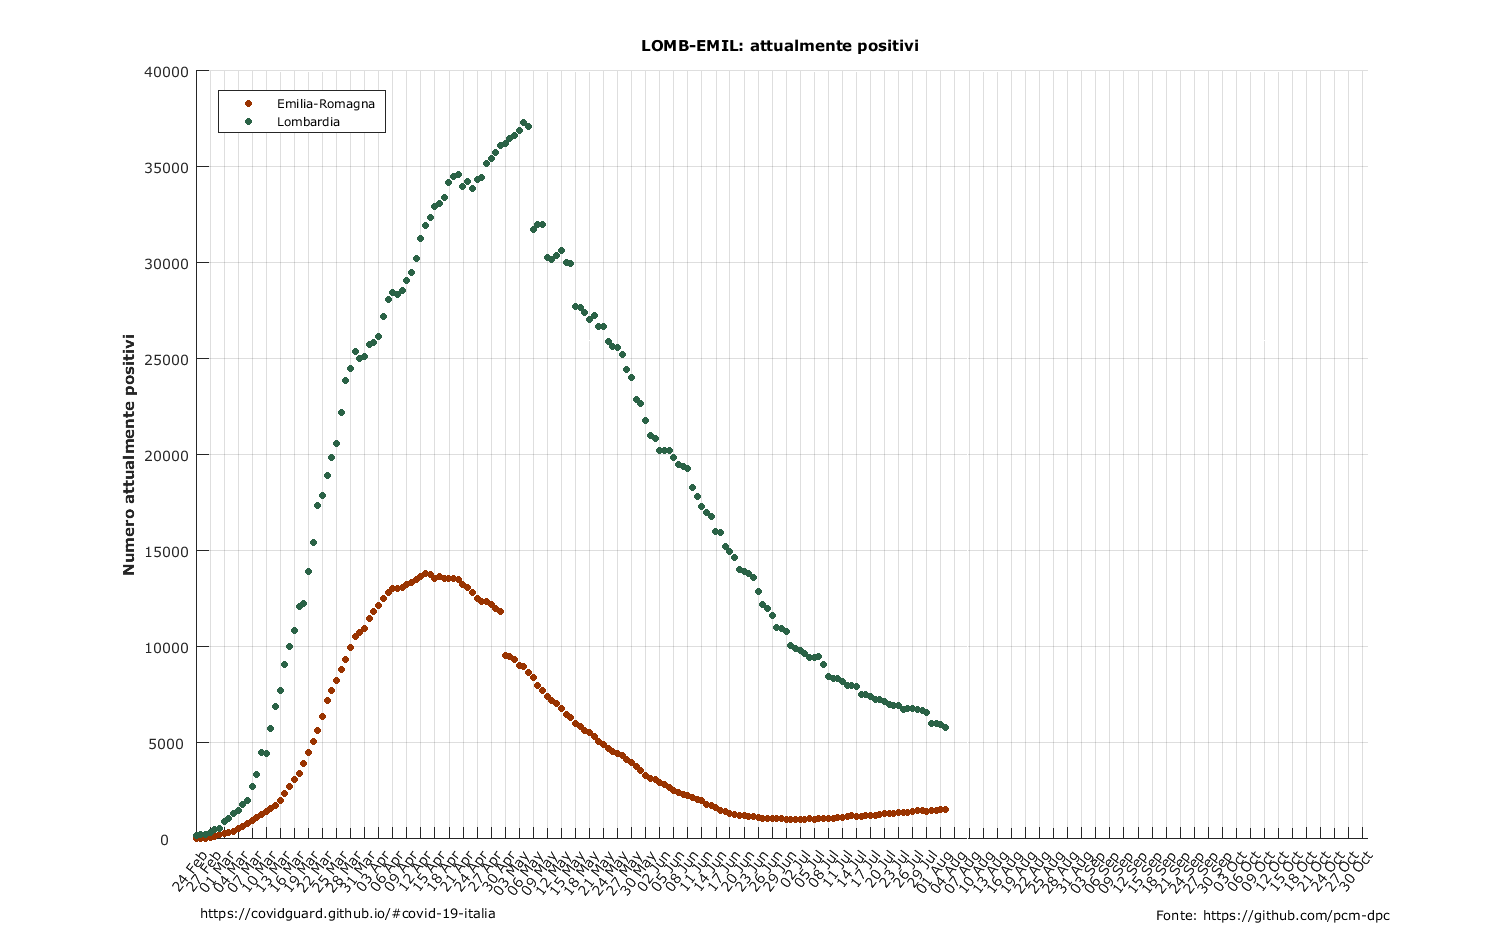 LOMB-EMIL: attualmente positivi
Emilia-Romagna
Lombardia
Numero attualmente positivi
40000
35000
30000
25000
20000
15000
10000
5000
0
24 Feb
27 Feb
01 Mar
04 Mar
07 Mar
10 Mar
13 Mar
16 Mar
19 Mar
22 Mar
25 Mar
28 Mar
31 Mar
03 Apr
06 Apr
09 Apr
12 Apr
15 Apr
18 Apr
21 Apr
24 Apr
27 Apr
30 Apr
03 May
06 May
09 May
12 May
15 May
18 May
21 May
24 May
27 May
30 May
02 Jun
05 Jun
08 Jun
11 Jun
14 Jun
17 Jun
20 Jun
23 Jun
26 Jun
29 Jun
02 Jul
05 Jul
08 Jul
11 Jul
14 Jul
17 Jul
20 Jul
23 Jul
26 Jul
29 Jul
01 Aug
04 Aug
07 Aug
10 Aug
13 Aug
16 Aug
19 Aug
22 Aug
25 Aug
28 Aug
31 Aug
03 Sep
06 Sep
09 Sep
12 Sep
15 Sep
18 Sep
21 Sep
24 Sep
27 Sep
30 Sep
03 Oct
06 Oct
09 Oct
12 Oct
15 Oct
18 Oct
21 Oct
24 Oct
27 Oct
30 Oct
https://covidguard.github.io/#covid-19-italia
Fonte: https://github.com/pcm-dpc